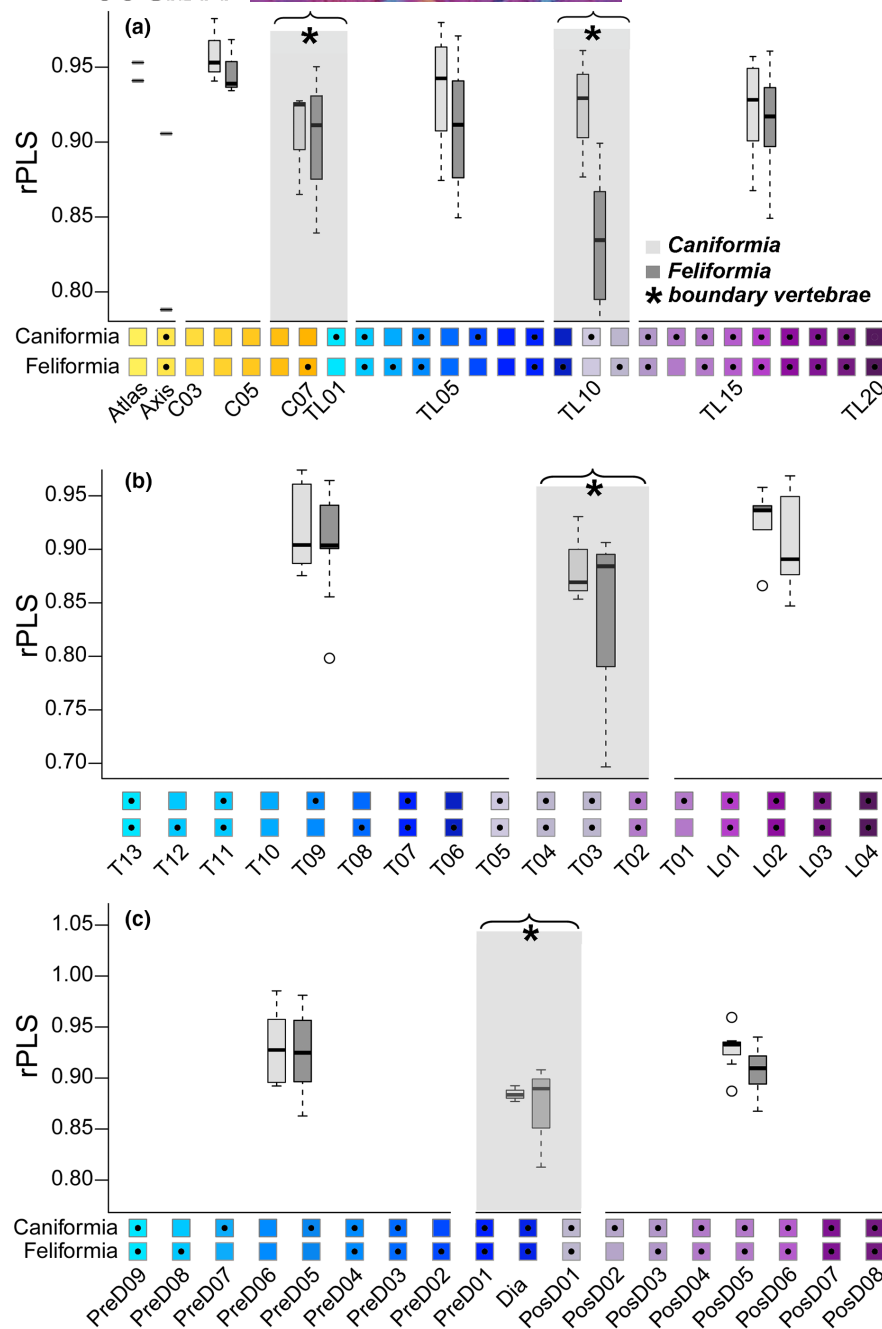 (a)
*
*
0.95
0.90
0.85
0.80
rPLS
Caniformia
Feliformia
* boundary vertebrae
Caniformia
Feliformia
Atlas
Axis
C03
C05
C07
TL01
TL05
TL10
TL15
TL20
(b)
*
0.95
0.90
0.85
0.80
0.75
0.70
rPLS
T13
T12
T11
T10
T09
T08
T07
T06
T05
T04
T03
T02
T01
L01
L02
L03
L04
(c)
*
1.05
1.00
0.95
0.90
0.85
0.80
rPLS
Caniformia
Feliformia
PreD09
PreD08
PreD07
PreD06
PreD05
PreD04
PreD03
PreD02
PreD01
Dia
PosD01
PosD02
PosD03
PosD04
PosD05
PosD06
PosD07
PosD08